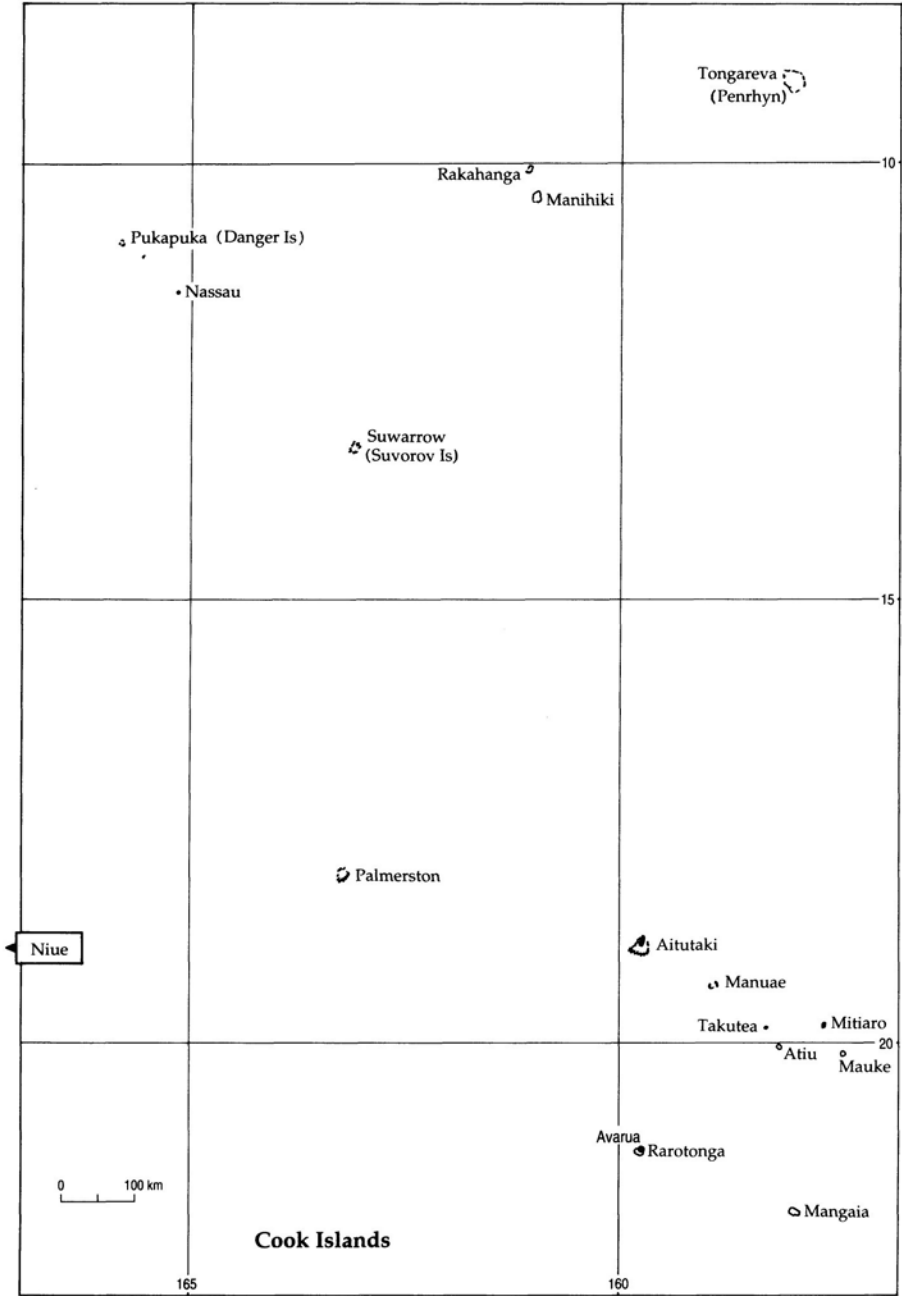 Tongareva
(Penrhyn)
10
Rakahanga
Manihiki
Pukapuka (Danger Is)
Nassau
Suwarrow
(Suvorov Is)
15
Palmerston
Niue
Aitutaki
Manuae
Takutea
Mitiaro
20
Atiu
Mauke
Avarua
Rarotonga
0 100 km
Mangaia
Cook Islands
165 160